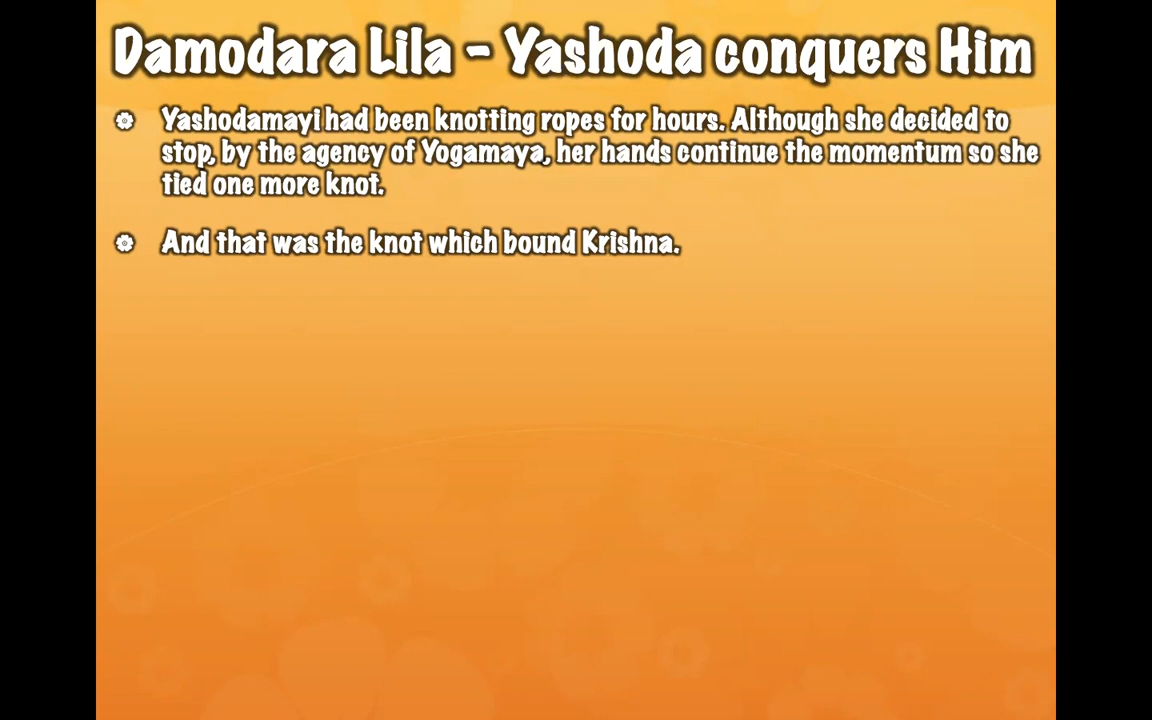 Damodara Lila - Yashoda conquers Him
Yashodamayi had been knotting ropes for hours. Although she decided to
stop, by the agency of Yogamaya, her hands continue the momentum so she
tied one more knot.
And that was the knot which bound Krishna.